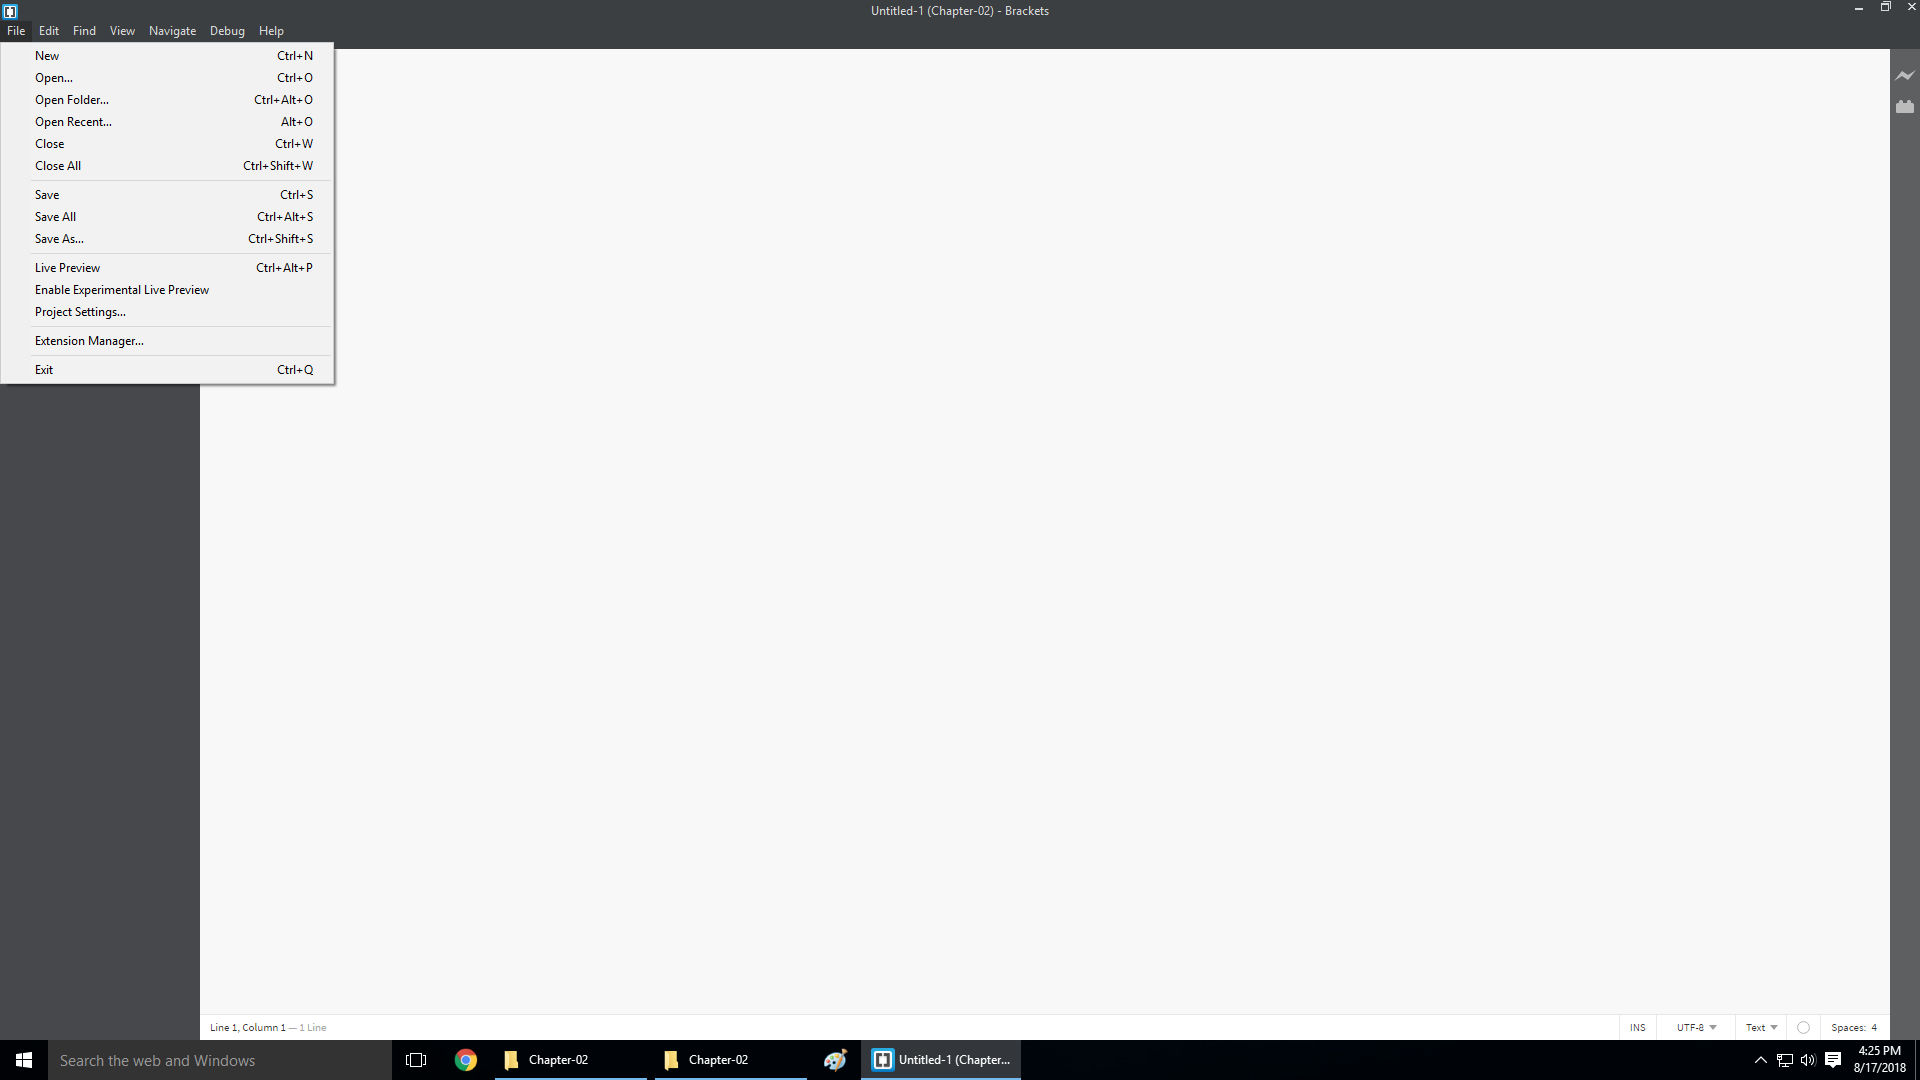 Untitled-1 (Chapter-02) - Brackets
File Edit Find View Navigate Debug Help
New Ctrl+N
Open... Ctrl+O
Open Folder... Ctrl+Alt+O
Open Recent... Alt+O
Close Ctrl+W
Close All Ctrl+Shift+W
Save Ctrl+S
Save All Ctrl+Alt+S
Save As... Ctrl+Shift+S
Live Preview Ctrl+Alt+P
Enable Experimental Live Preview
Project Settings...
Extension Manager...
Exit Ctrl+Q
Line 1, Column 1 — 1 Line INS UTF-8 Text Spaces: 4
Search the web and Windows Chapter-02 Chapter-02 Untitled-1 (Chapter... 4:25 PM
8/17/2018